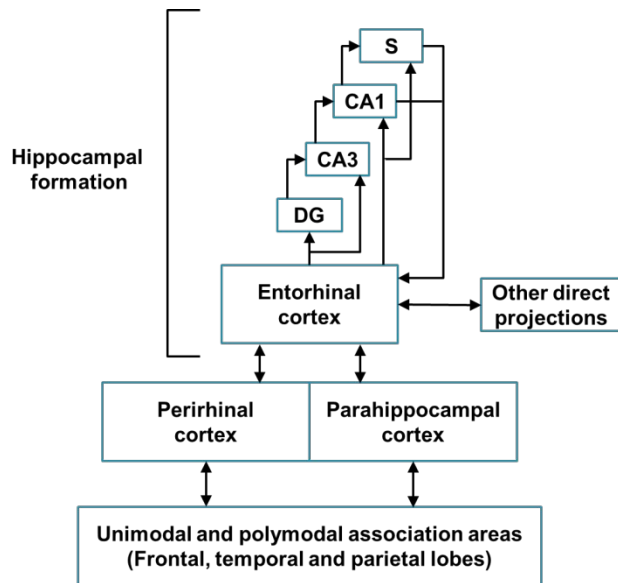 S
CA1
Hippocampal
formation
CA3
DG
Entorhinal
cortex
Other direct
projections
Perirhinal
cortex
Parahippocampal
cortex
Unimodal and polymodal association areas
(Frontal, temporal and parietal lobes)